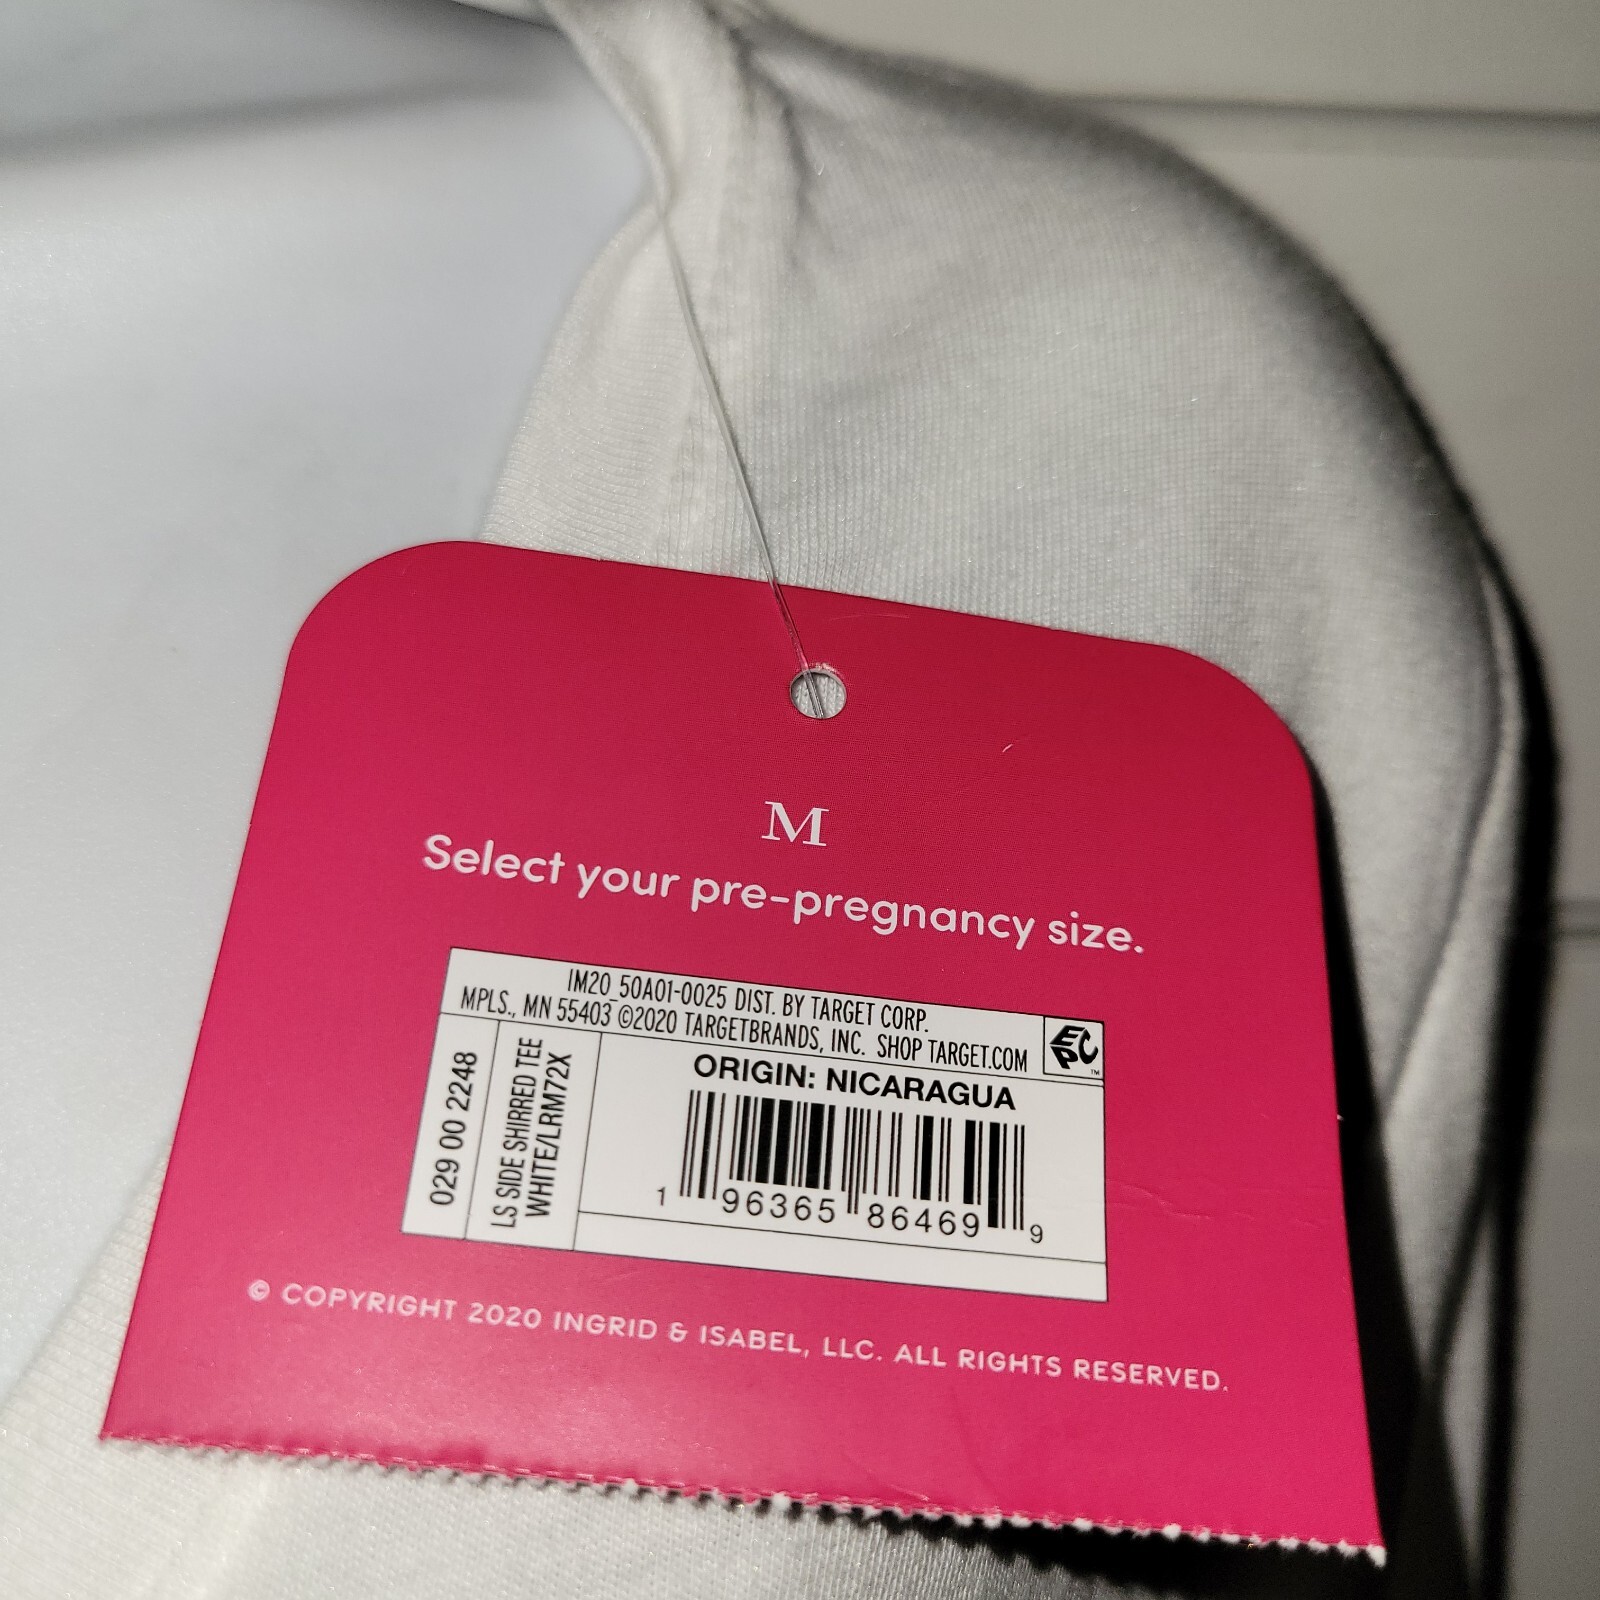 M
Select your pre-pregnancy size.
IM20_50A01-0025 DIST. BY TARGET CORP.
MPLS., MN 55403 ©2020 TARGETBRANDS, INC. SHOP TARGET.COM
EPC™
ORIGIN: NICARAGUA
029 00 2248
LS SIDE SHIRRED TEE
WHITE/LRM72X
1 96365 86469 9
© COPYRIGHT 2020 INGRID & ISABEL, LLC. ALL RIGHTS RESERVED.